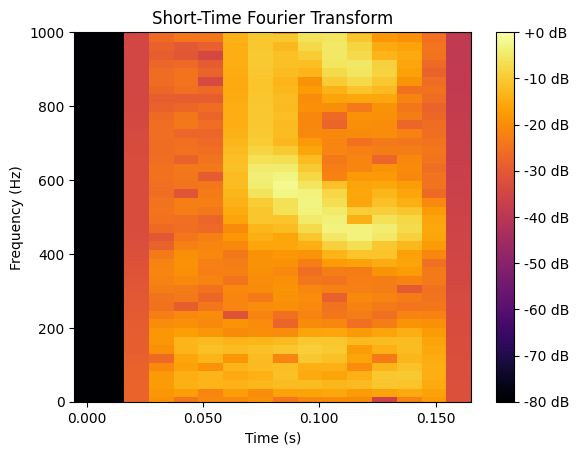 Short-Time Fourier Transform
1000
800
600
400
200
0
Frequency (Hz)
0.000
0.050
0.100
0.150
Time (s)
+0 dB
-10 dB
-20 dB
-30 dB
-40 dB
-50 dB
-60 dB
-70 dB
-80 dB